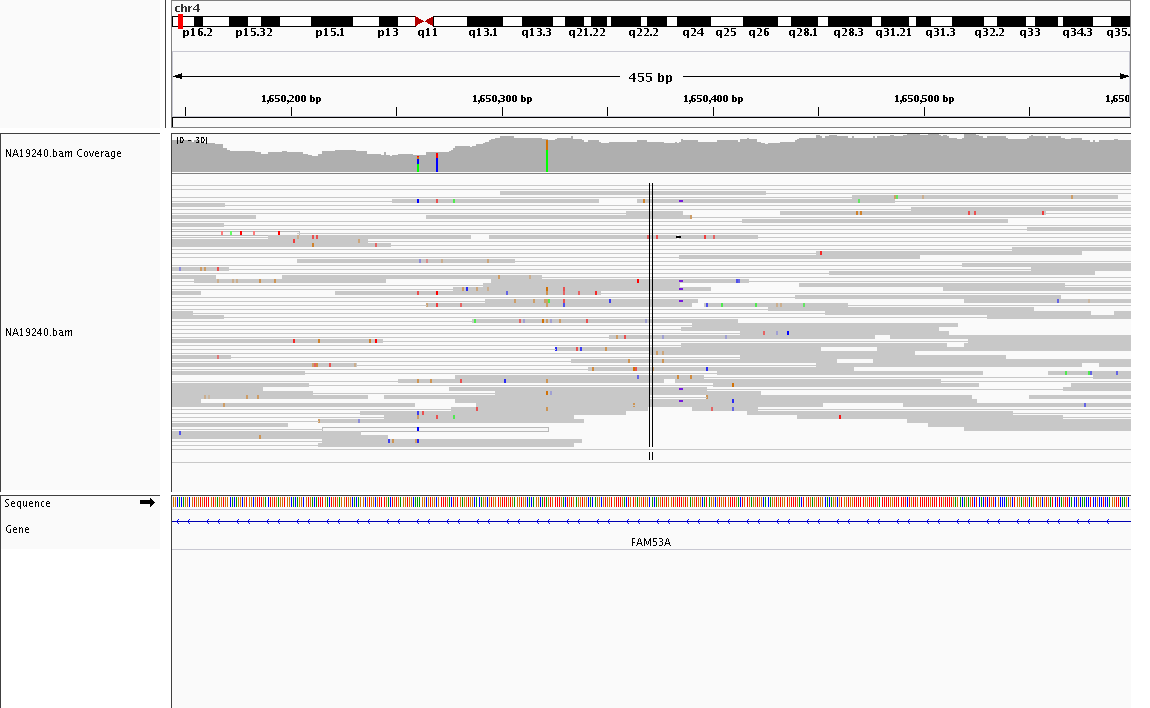 chr4
p16.2 p15.32 p15.1 p13 q11 q13.1 q13.3 q21.22 q22.2 q24 q25 q26 q28.1 q28.3 q31.21 q31.3 q32.2 q33 q34.3 q35.
455 bp
1,650,200 bp 1,650,300 bp 1,650,400 bp 1,650,500 bp 1,650
[0 - 30]
NA19240.bam Coverage
NA19240.bam
Sequence
Gene
FAM53A